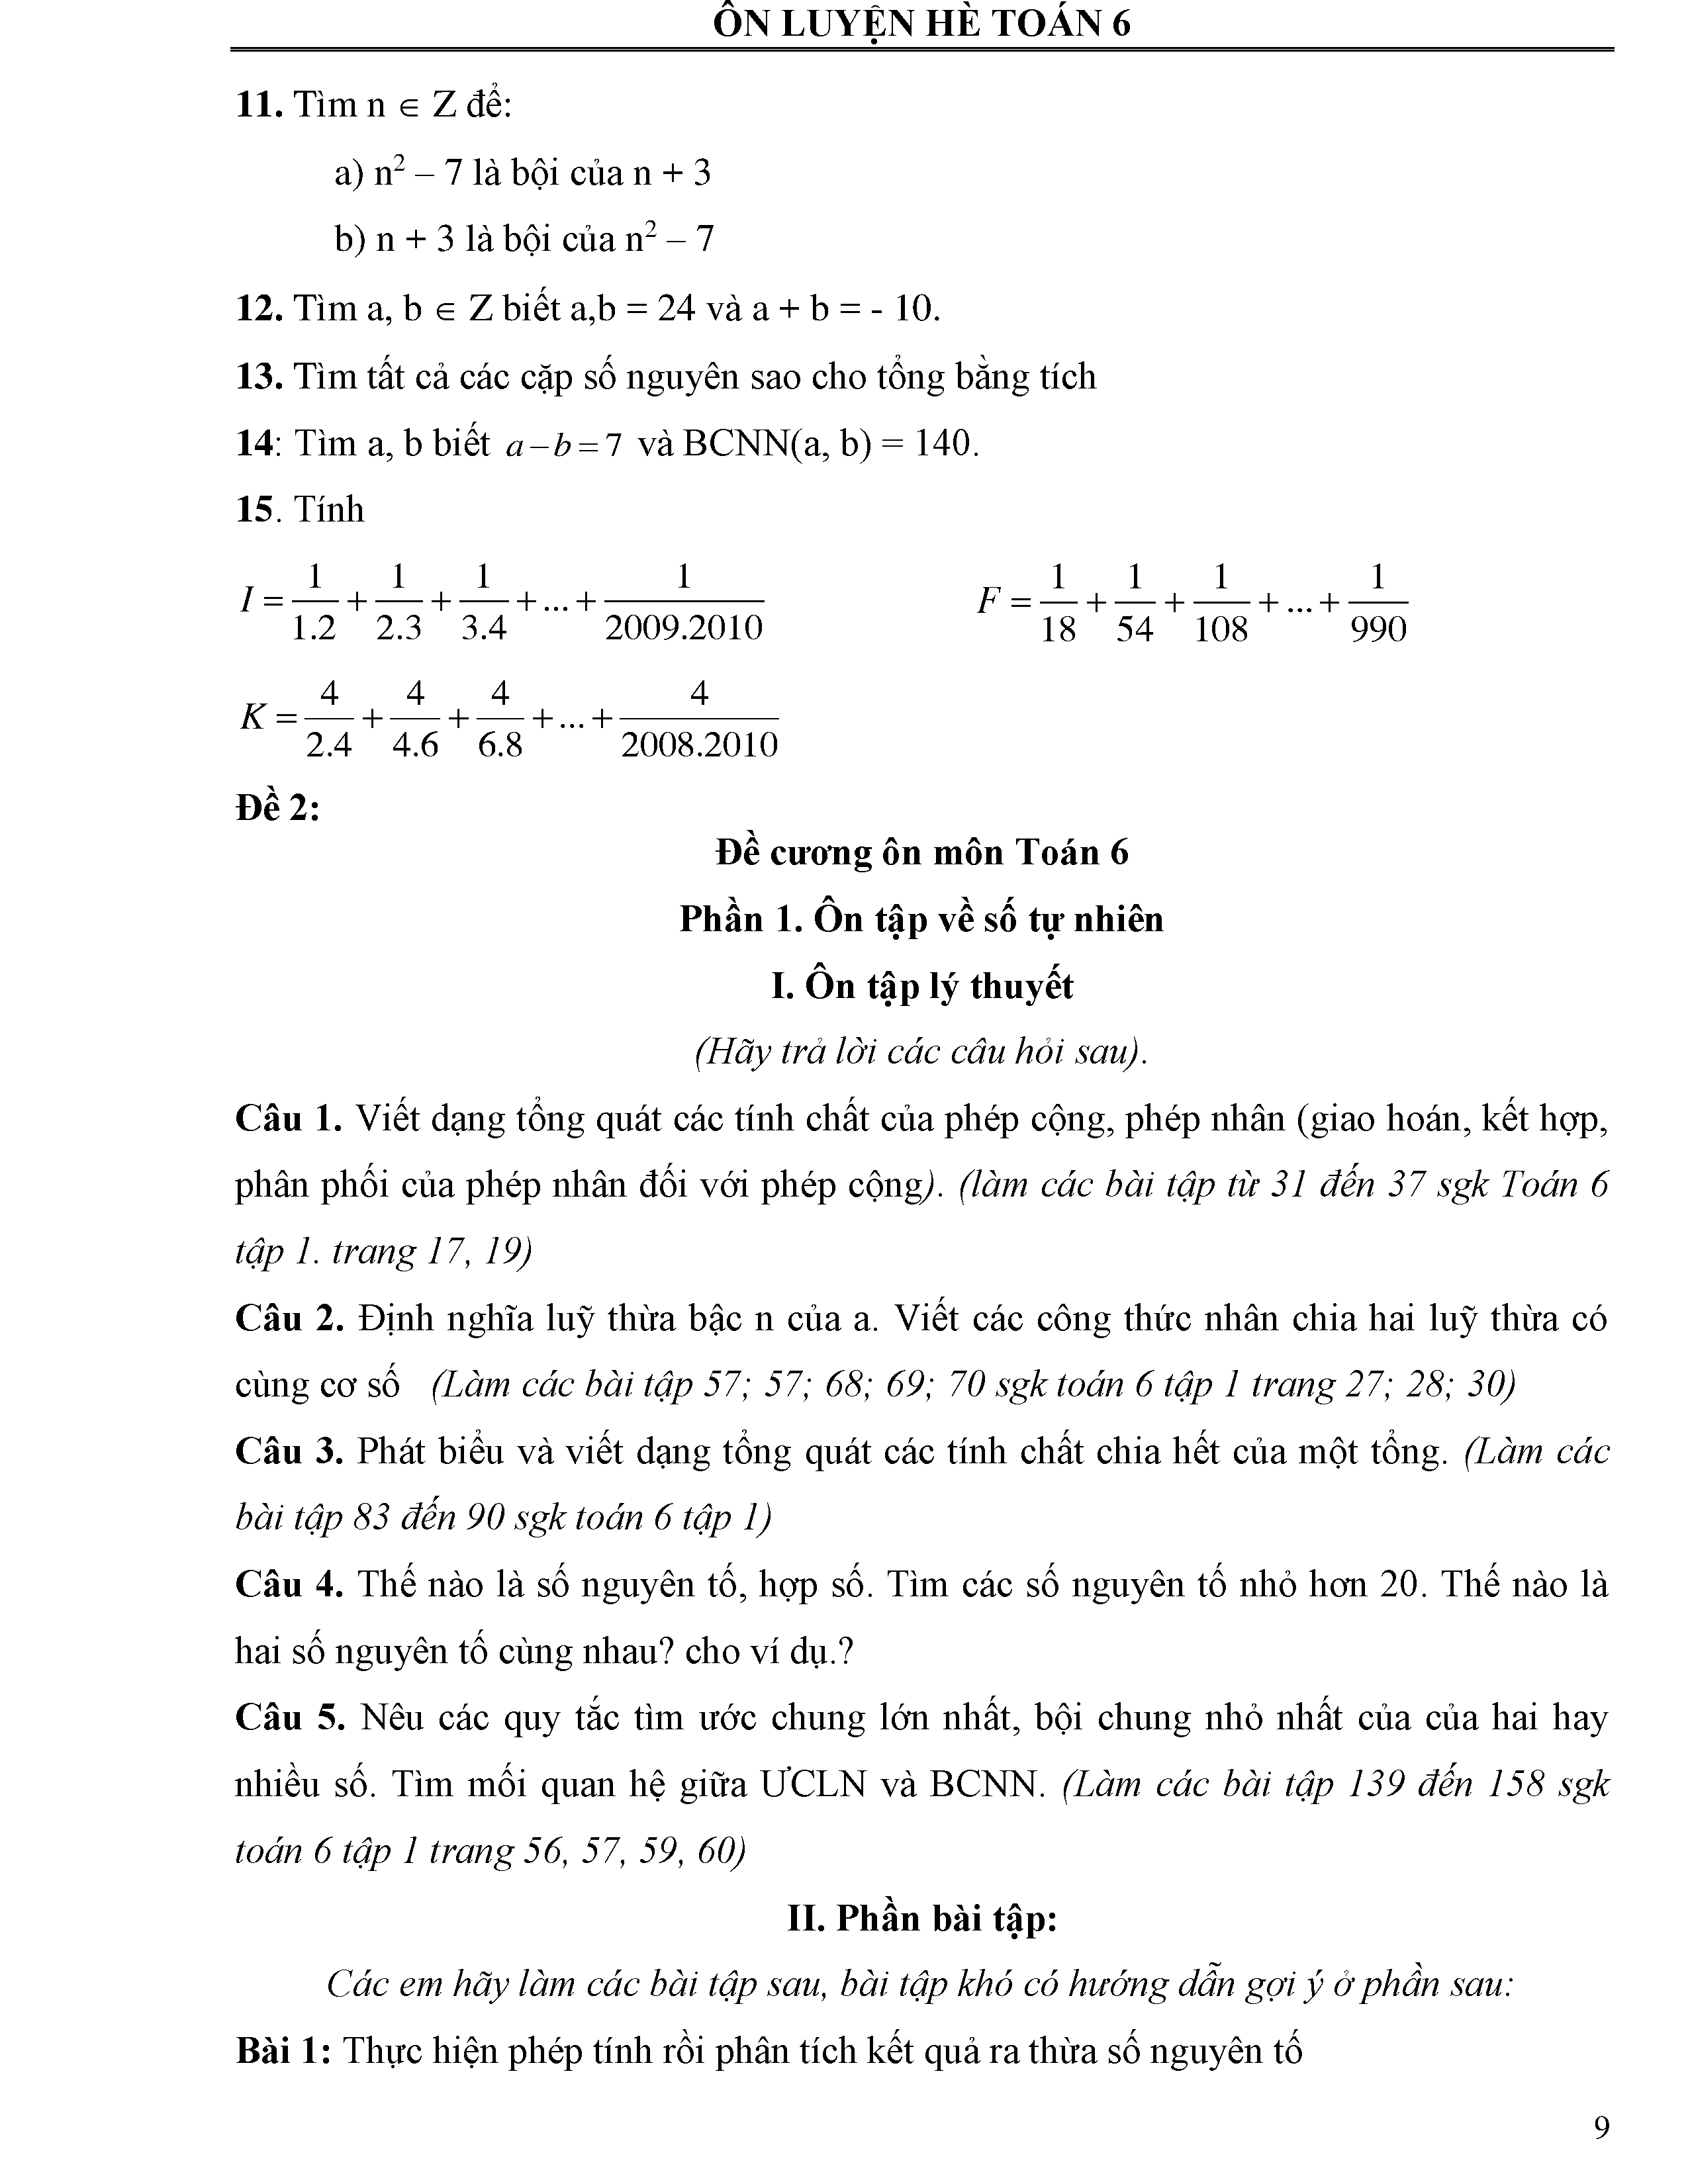 ÔN LUYỆN HÈ TOÁN 6
11. Tìm n ∈ Z để:
a) n² – 7 là bội của n + 3
b) n + 3 là bội của n² – 7
12. Tìm a, b ∈ Z biết a,b = 24 và a + b = - 10.
13. Tìm tất cả các cặp số nguyên sao cho tổng bằng tích
14: Tìm a, b biết a – b = 7 và BCNN(a, b) = 140.
15. Tính
I = 1/1.2 + 1/2.3 + 1/3.4 + ... + 1/2009.2010 F = 1/18 + 1/54 + 1/108 + ... + 1/990
K = 4/2.4 + 4/4.6 + 4/6.8 + ... + 4/2008.2010
Đề 2:
Đề cương ôn môn Toán 6
Phần 1. Ôn tập về số tự nhiên
I. Ôn tập lý thuyết
(Hãy trả lời các câu hỏi sau).
Câu 1. Viết dạng tổng quát các tính chất của phép cộng, phép nhân (giao hoán, kết hợp,
phân phối của phép nhân đối với phép cộng). (làm các bài tập từ 31 đến 37 sgk Toán 6
tập 1. trang 17, 19)
Câu 2. Định nghĩa luỹ thừa bậc n của a. Viết các công thức nhân chia hai luỹ thừa có
cùng cơ số (Làm các bài tập 57; 57; 68; 69; 70 sgk toán 6 tập 1 trang 27; 28; 30)
Câu 3. Phát biểu và viết dạng tổng quát các tính chất chia hết của một tổng. (Làm các
bài tập 83 đến 90 sgk toán 6 tập 1)
Câu 4. Thế nào là số nguyên tố, hợp số. Tìm các số nguyên tố nhỏ hơn 20. Thế nào là
hai số nguyên tố cùng nhau? cho ví dụ.?
Câu 5. Nêu các quy tắc tìm ước chung lớn nhất, bội chung nhỏ nhất của của hai hay
nhiều số. Tìm mối quan hệ giữa ƯCLN và BCNN. (Làm các bài tập 139 đến 158 sgk
toán 6 tập 1 trang 56, 57, 59, 60)
II. Phần bài tập:
Các em hãy làm các bài tập sau, bài tập khó có hướng dẫn gợi ý ở phần sau:
Bài 1: Thực hiện phép tính rồi phân tích kết quả ra thừa số nguyên tố
9